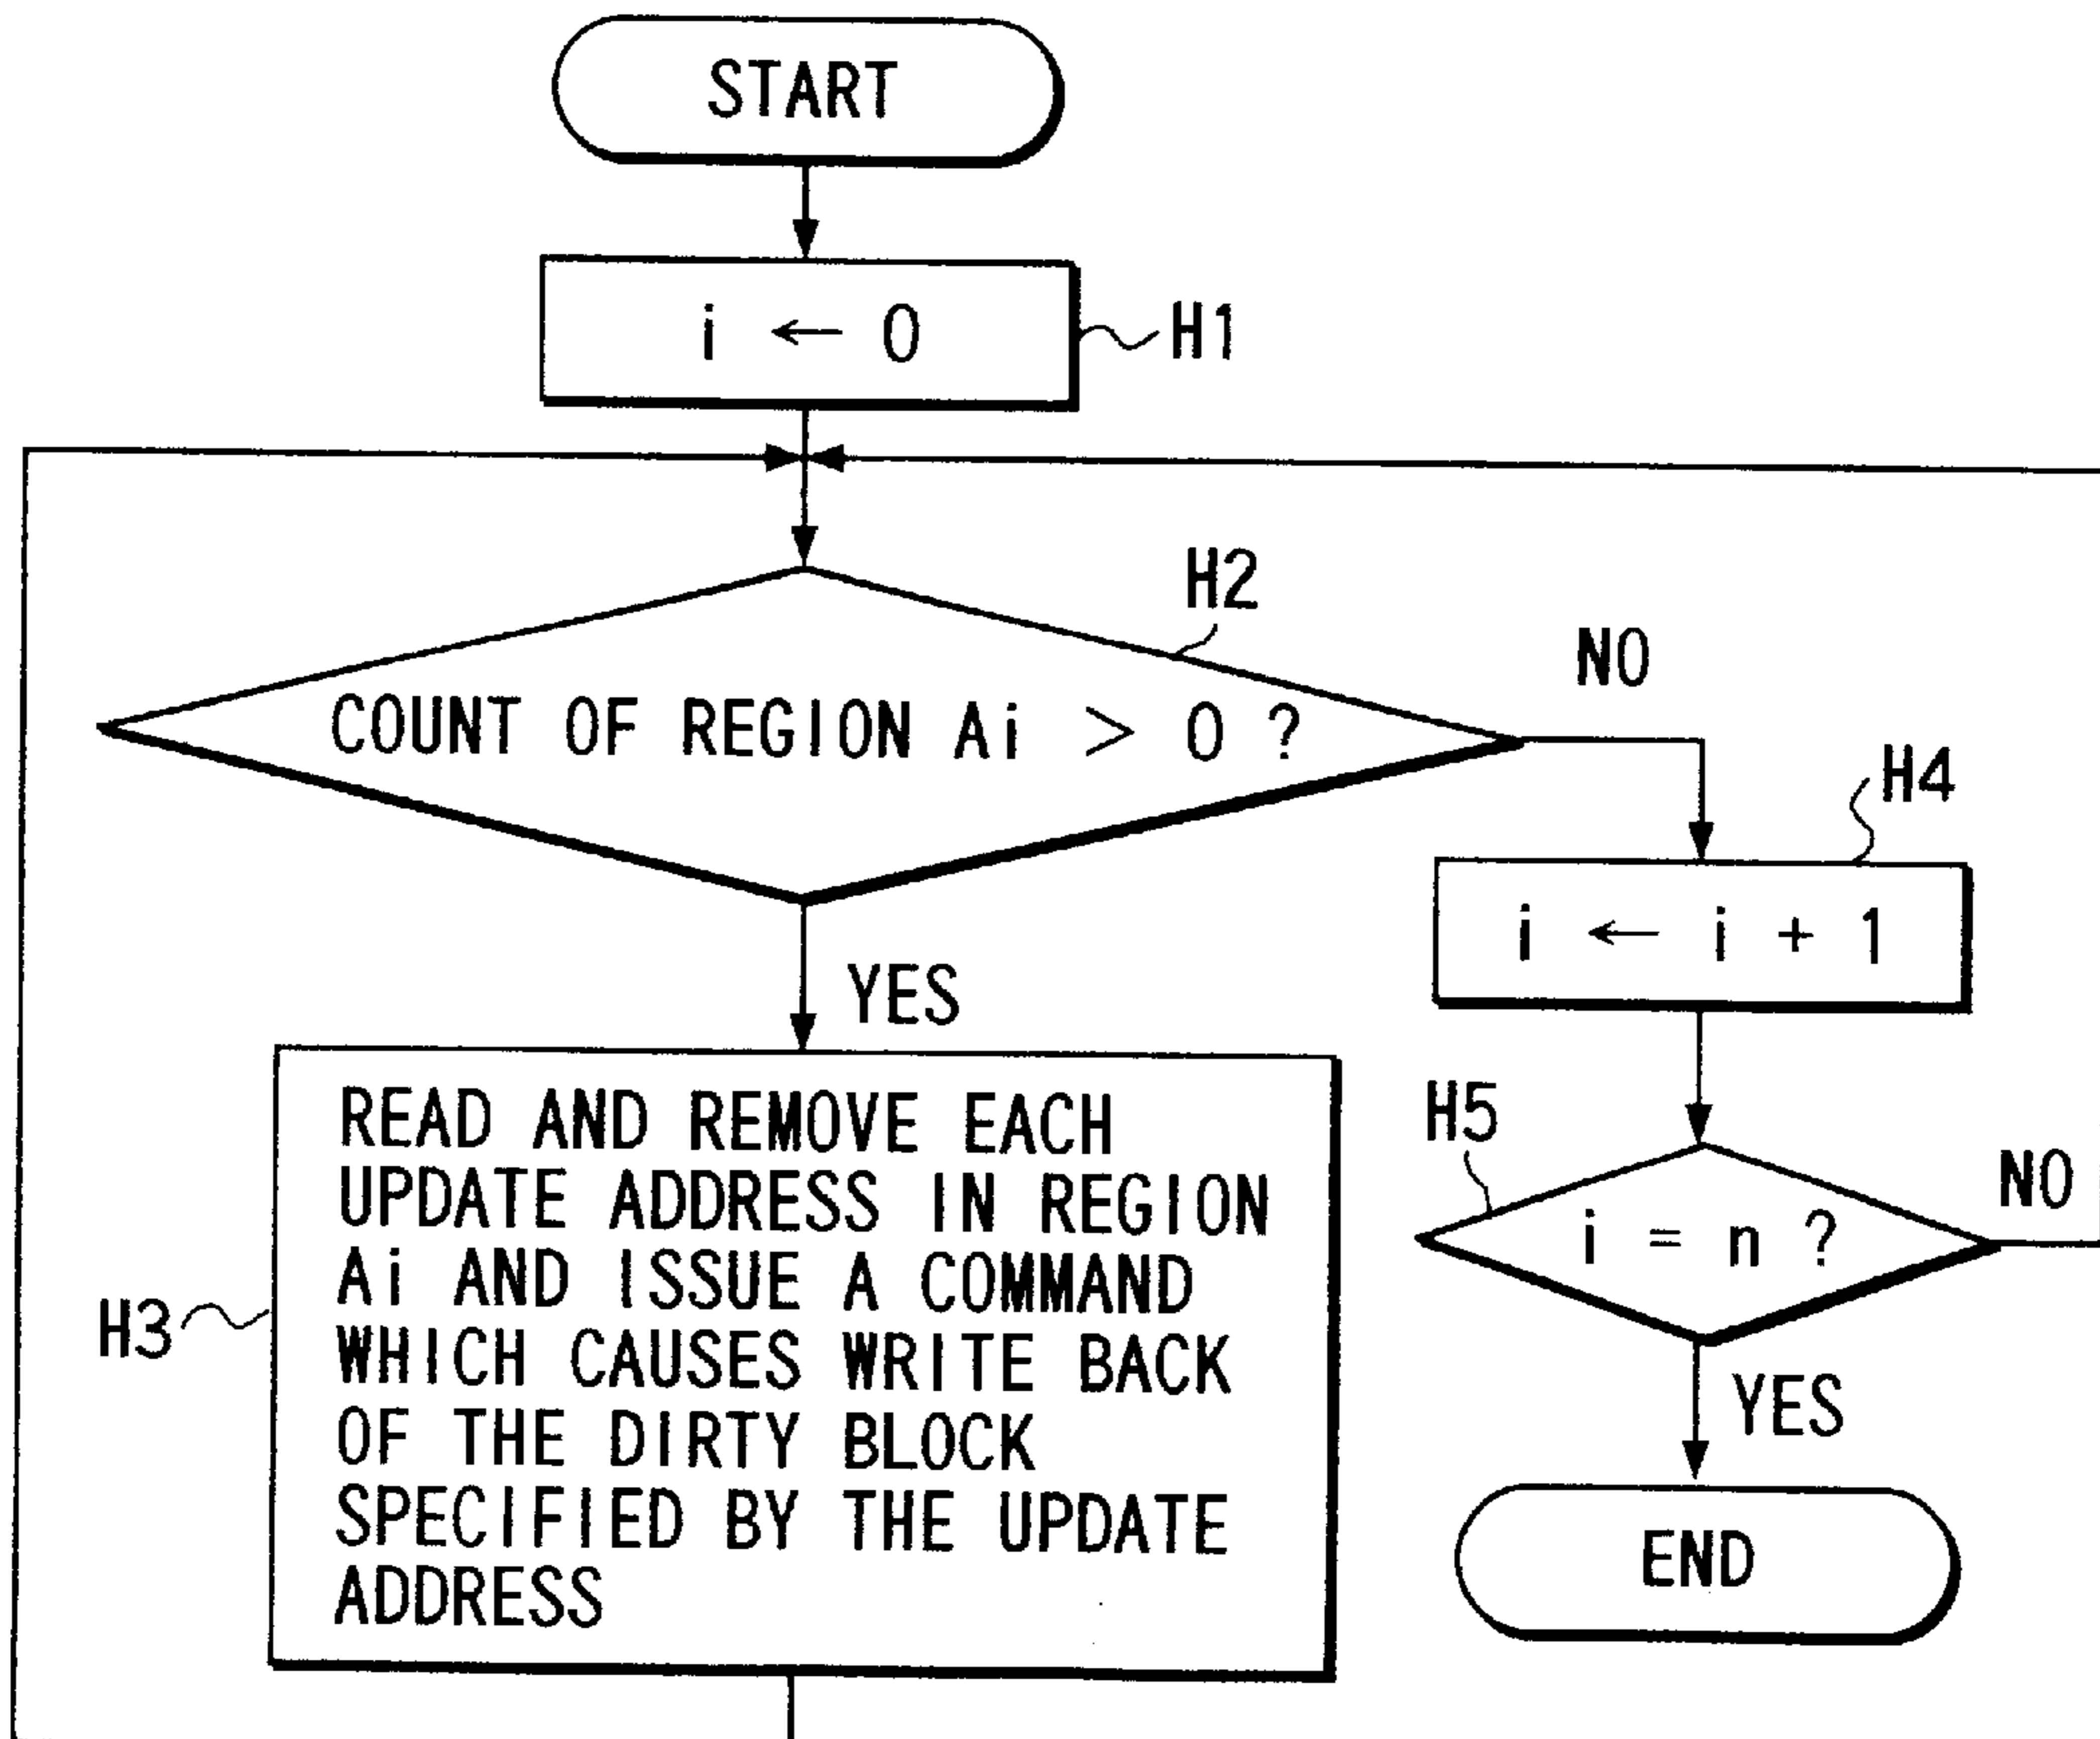 START
i ← 0
H1
H2
COUNT OF REGION Ai > 0 ?
NO
H4
i ← i + 1
YES
H3
READ AND REMOVE EACH
UPDATE ADDRESS IN REGION
Ai AND ISSUE A COMMAND
WHICH CAUSES WRITE BACK
OF THE DIRTY BLOCK
SPECIFIED BY THE UPDATE
ADDRESS
H5
i = n ?
NO
YES
END